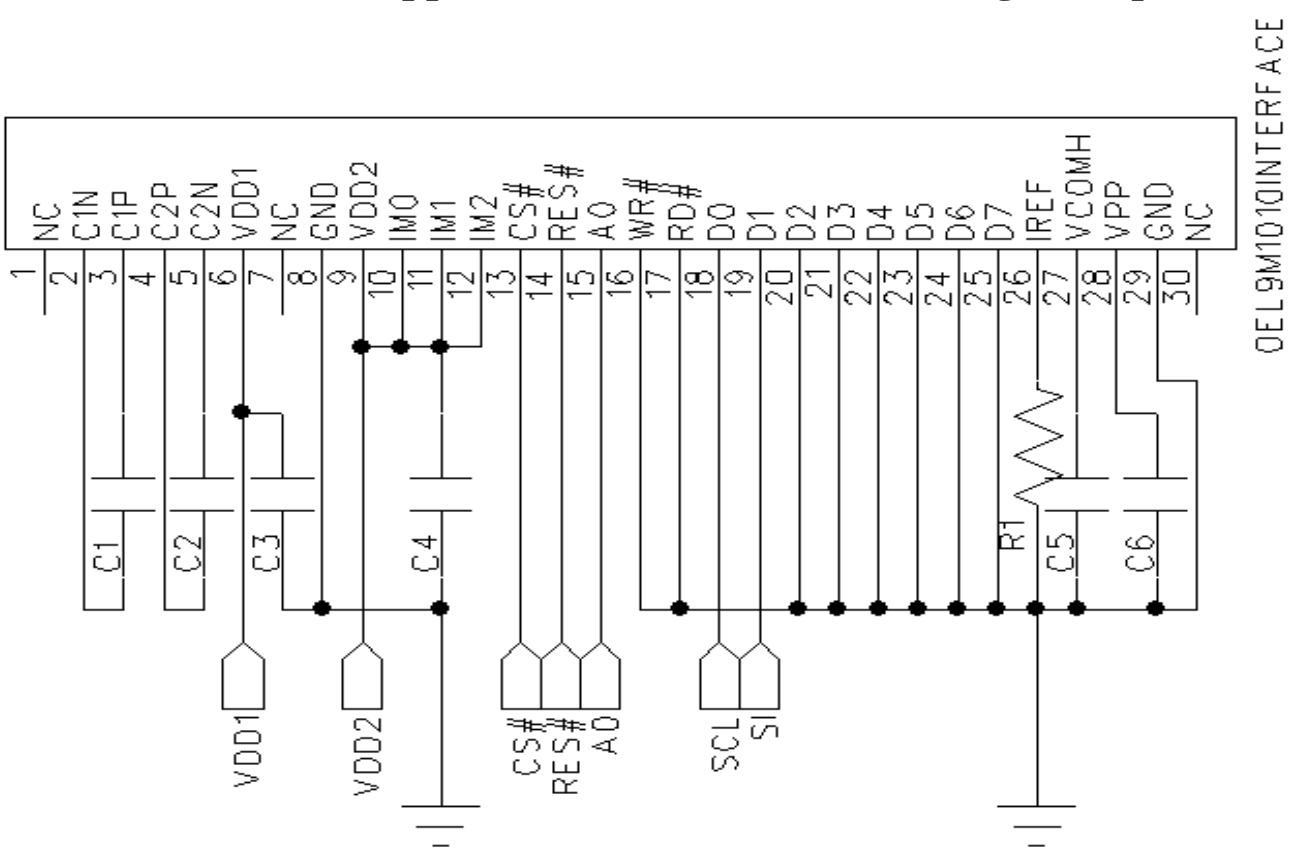 OEL9M1010INTERFACE
NC
C1N
C1P
C2P
C2N
VDD1
NC
GND
VDD2
IM0
IM1
IM2
CS#
RES#
A0
WR#
RD#
D0
D1
D2
D3
D4
D5
D6
D7
IREF
VCOMH
VPP
GND
NC
1
2
3
4
5
6
7
8
9
10
11
12
13
14
15
16
17
18
19
20
21
22
23
24
25
26
27
28
29
30
C1
C2
C3
C4
R1
C5
C6
VDD1
VDD2
CS#
RES#
A0
SCL
SI